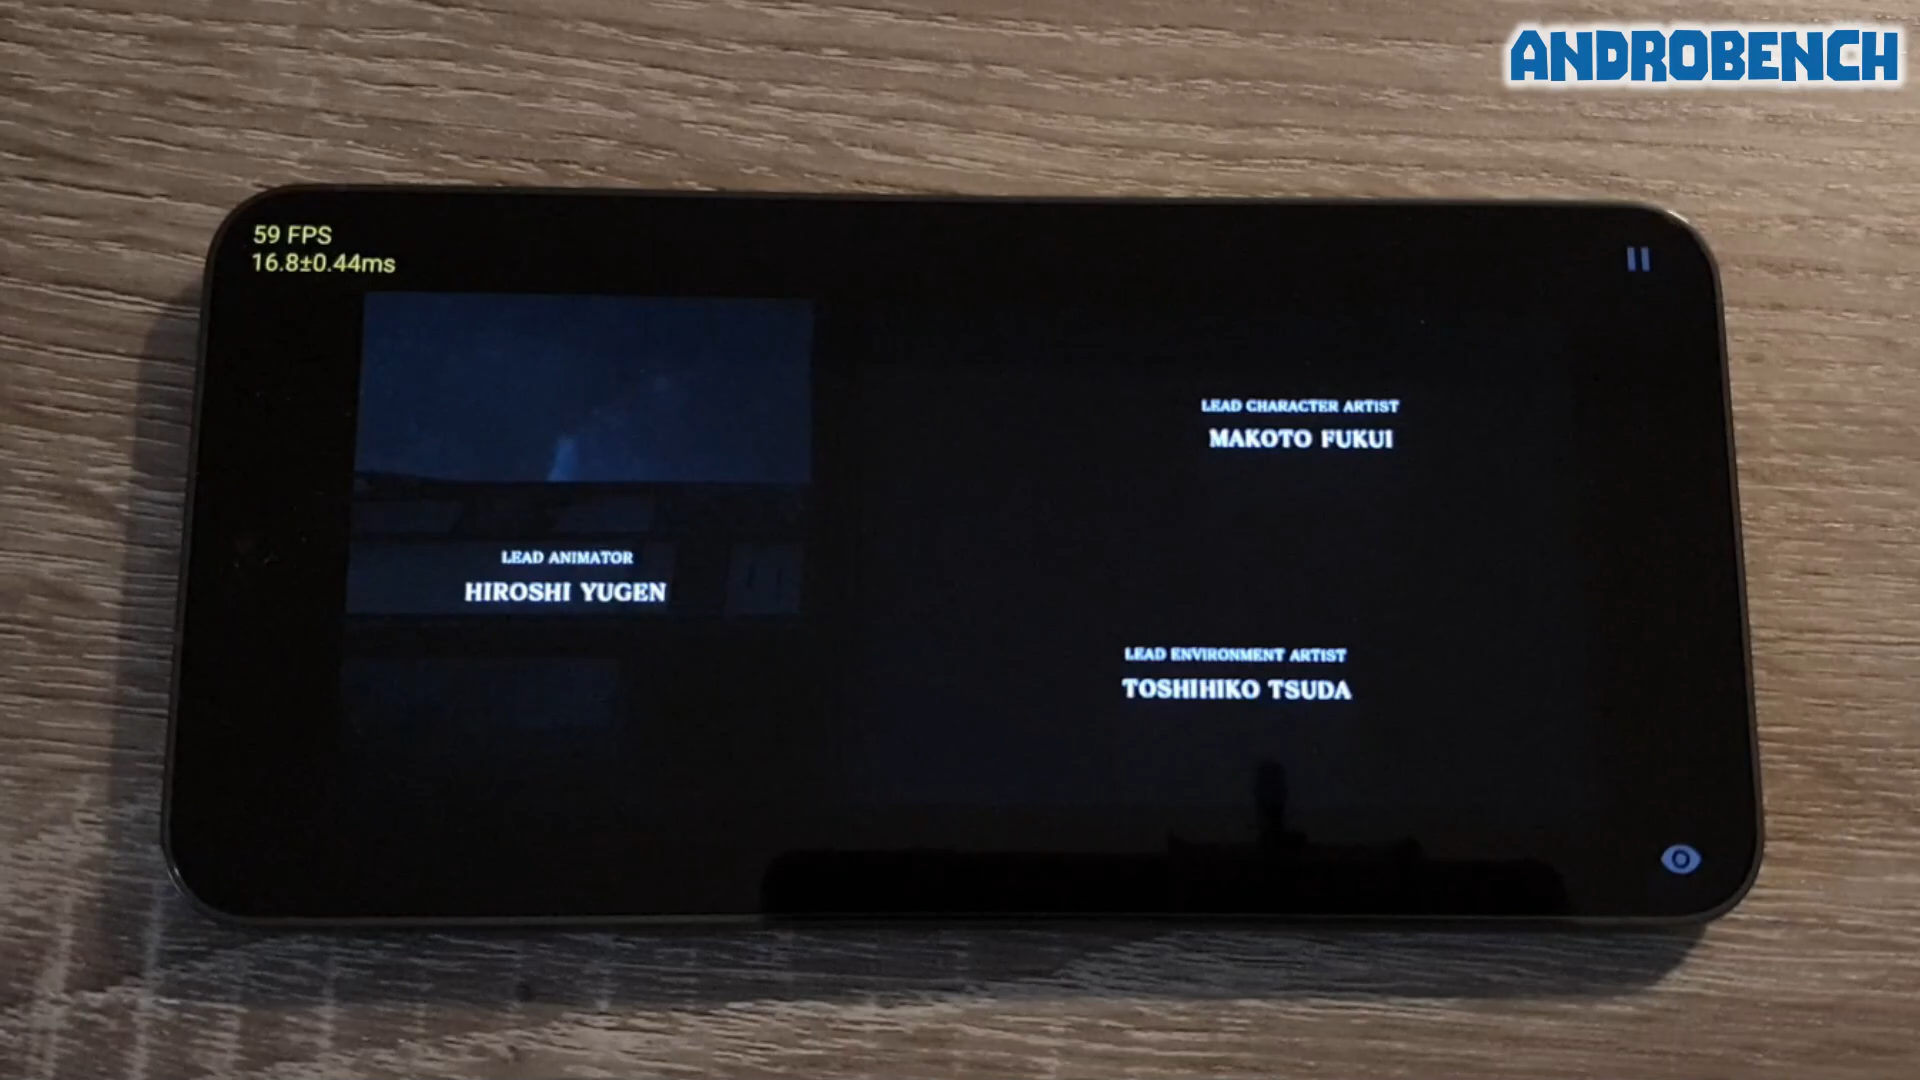 ANDROBENCH
59 FPS
16.8±0.44ms
LEAD CHARACTER ARTIST
MAKOTO FUKUI
LEAD ANIMATOR
HIROSHI YUGEN
LEAD ENVIRONMENT ARTIST
TOSHIHIKO TSUDA